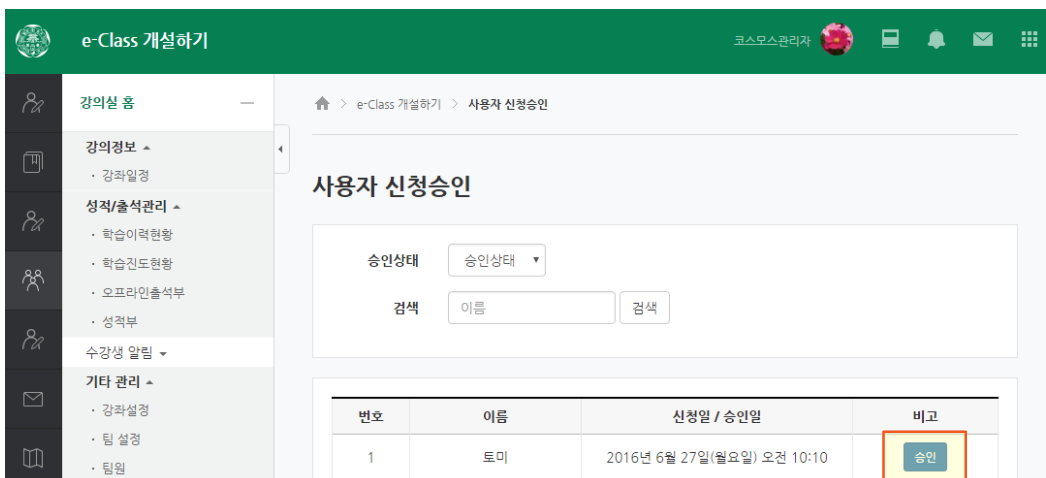 e-Class 개설하기
코스모스관리자
강의실 홈
e-Class 개설하기 > 사용자 신청승인
강의정보
· 강좌일정
성적/출석관리
· 학습이력현황
· 학습진도현황
· 오프라인출석부
· 성적부
수강생 알림
기타 관리
· 강좌설정
· 팀 설정
· 팀원
사용자 신청승인
승인상태 승인상태
검색 이름 검색
번호 이름 신청일 / 승인일 비고
1 토미 2016년 6월 27일(월요일) 오전 10:10 승인